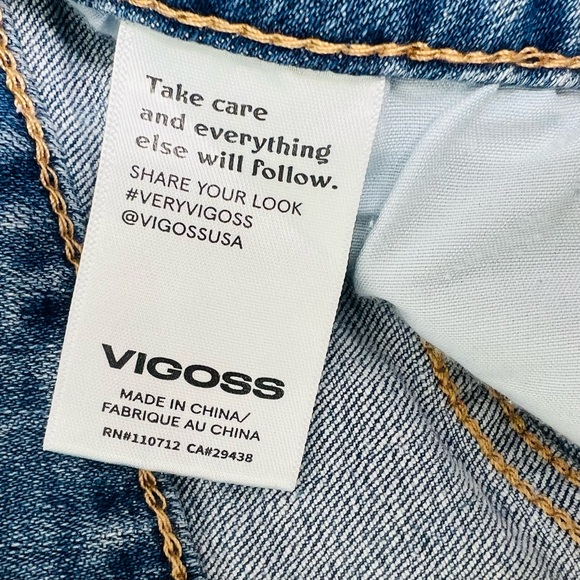 Take care
and everything
else will follow.
SHARE YOUR LOOK
#VERYVIGOSS
@VIGOSSUSA
VIGOSS
MADE IN CHINA/
FABRIQUE AU CHINA
RN#110712 CA#29438